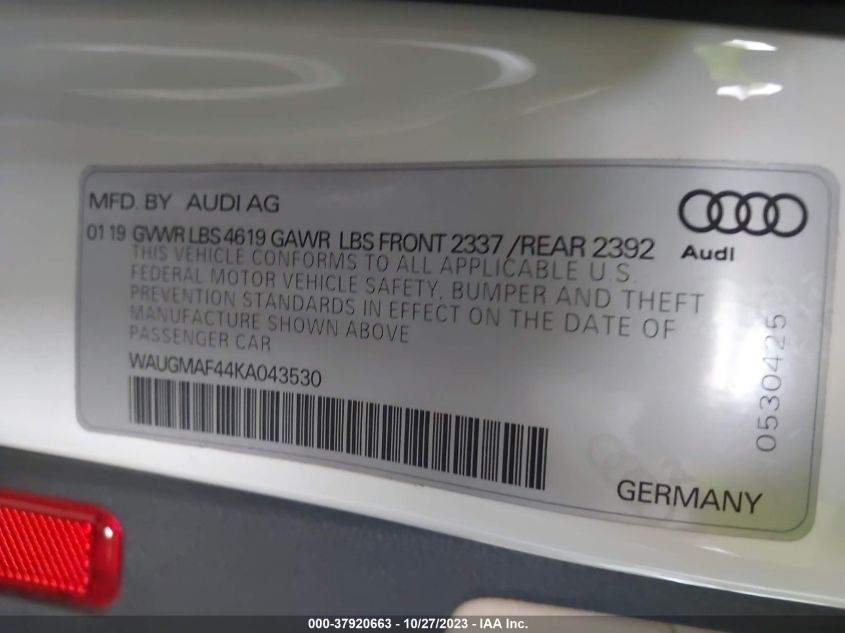 MFD. BY AUDI AG
01 19 GVWR LBS 4619 GAWR LBS FRONT 2337 / REAR 2392
THIS VEHICLE CONFORMS TO ALL APPLICABLE U.S.
FEDERAL MOTOR VEHICLE SAFETY, BUMPER AND THEFT
PREVENTION STANDARDS IN EFFECT ON THE DATE OF
MANUFACTURE SHOWN ABOVE
PASSENGER CAR
WAUGMAF44KA043530
Audi
0530425
GERMANY
000-37920663 - 10/27/2023 - IAA Inc.